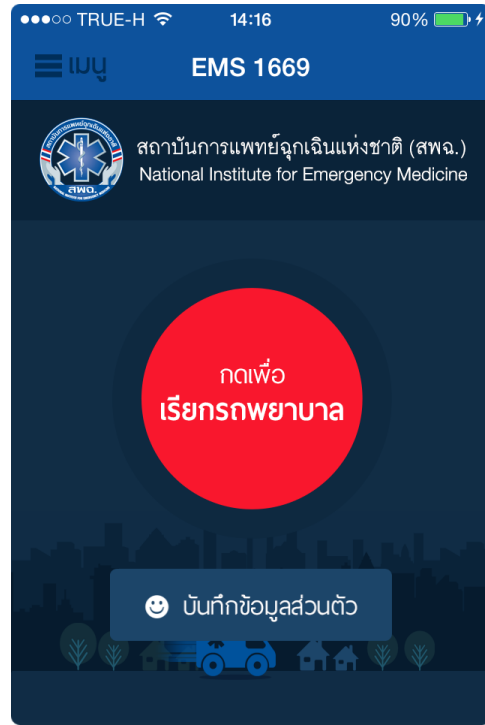 TRUE-H 14:16 90%
เมนู EMS 1669
สถาบันการแพทย์ฉุกเฉินแห่งชาติ (สพฉ.)
National Institute for Emergency Medicine
สพฉ.
กดเพื่อ
เรียกรถพยาบาล
บันทึกข้อมูลส่วนตัว